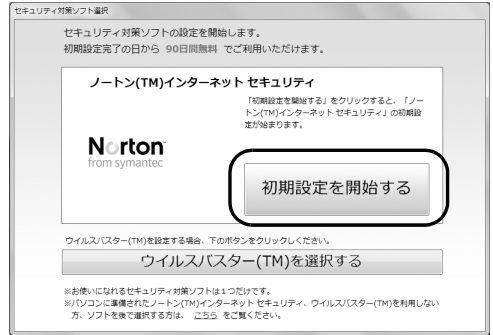 セキュリティ対策ソフト選択
セキュリティ対策ソフトの設定を開始します。
初期設定完了の日から 90日間無料 でご利用いただけます。
ノートン(TM)インターネット セキュリティ
「初期設定を開始する」をクリックすると、「ノー
トン(TM)インターネット セキュリティ」の初期設
定が始まります。
Norton
from symantec
初期設定を開始する
ウイルスバスター(TM)を設定する場合、下のボタンをクリックしください。
ウイルスバスター(TM)を選択する
※お使いになれるセキュリティ対策ソフトは1つだけです。
※パソコンに準備されたノートン(TM)インターネット セキュリティ、ウイルスバスター(TM)を利用しない
方、ソフトを後で選択する方は、 こちら をご覧ください。